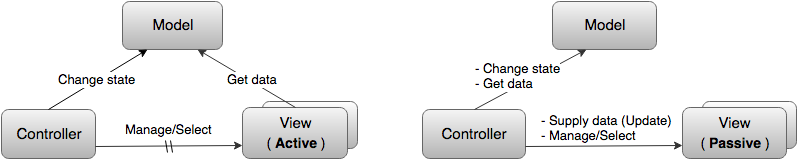 Model
Change state
Get data
Controller
Manage/Select
View
( Active )
Model
- Change state
- Get data
Controller
- Supply data (Update)
- Manage/Select
View
( Passive )